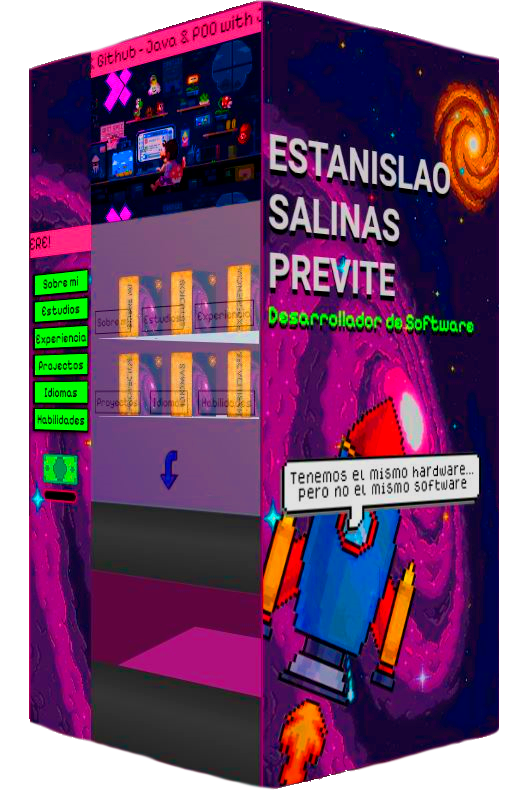 Github - Java & POO with J
ERE!
Sobre mi
Estudios
Experiencia
Proyectos
Idiomas
Habilidades
Sobre mi
Estudios
Experiencia
Proyectos
Idiomas
Habilidades
ESTANISLAO
SALINAS
PREVITE
Desarrollador de Software
Tenemos el mismo hardware...
pero no el mismo software